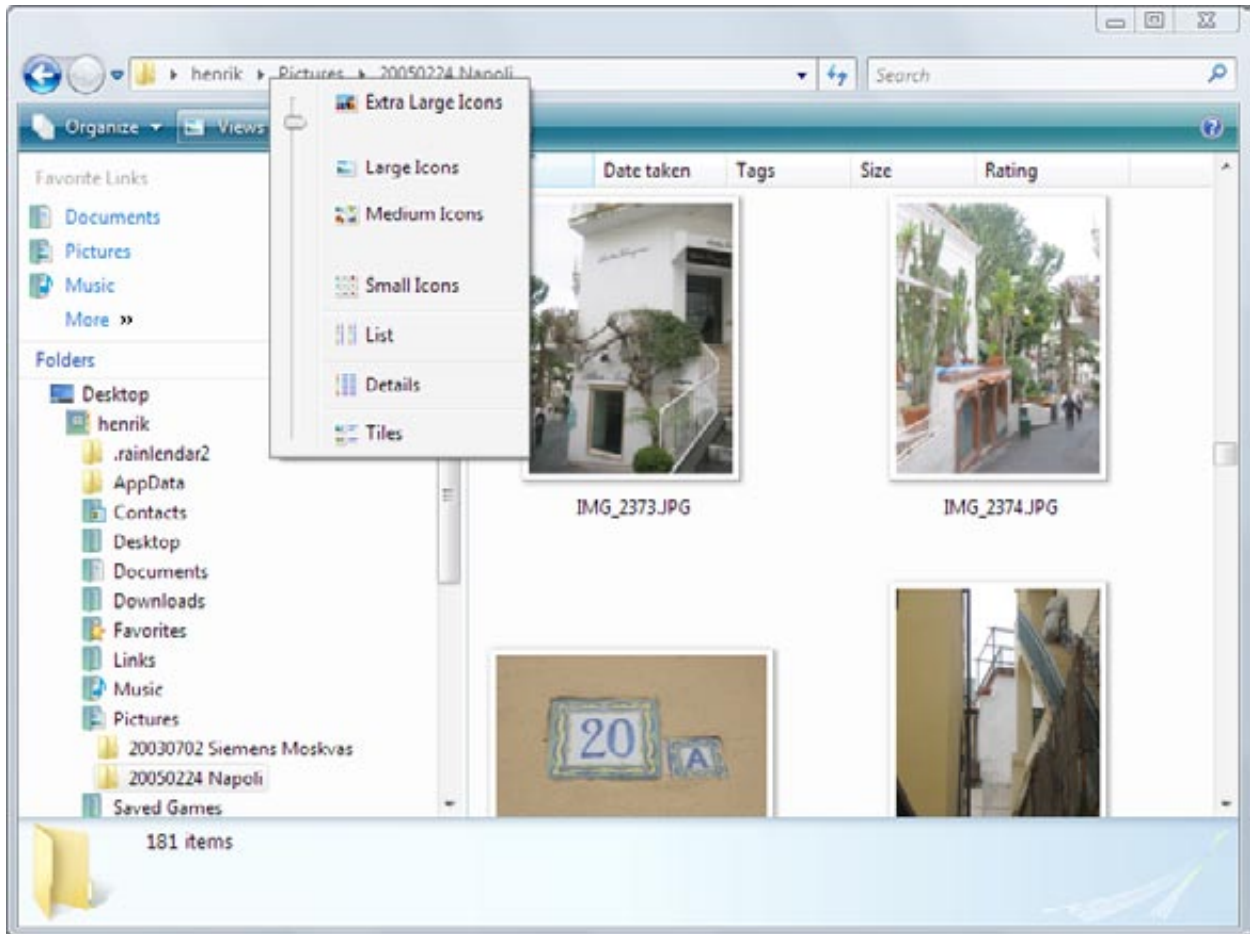 henrik Pictures 20050224 Napoli
Search
Organize Views
Extra Large Icons
Large Icons
Medium Icons
Small Icons
List
Details
Tiles
Favorite Links
Documents
Pictures
Music
More »
Folders
Desktop
henrik
.rainlendar2
AppData
Contacts
Desktop
Documents
Downloads
Favorites
Links
Music
Pictures
20030702 Siemens Moskvas
20050224 Napoli
Saved Games
Date taken Tags Size Rating
IMG_2373.JPG
IMG_2374.JPG
20 A
181 items